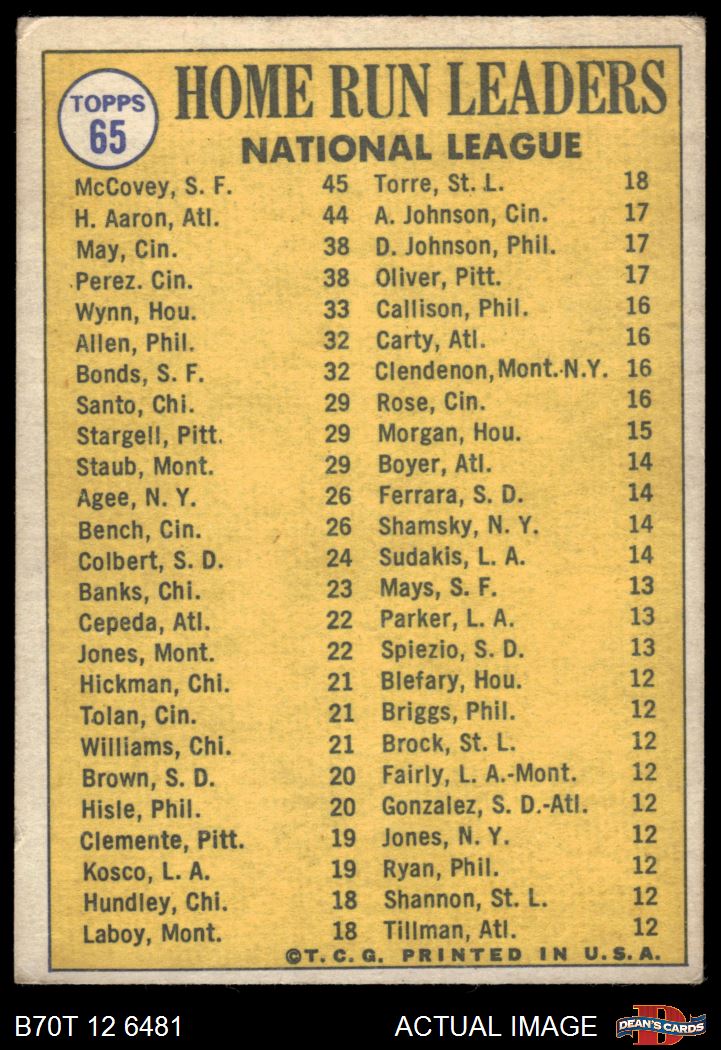 TOPPS
65
HOME RUN LEADERS
NATIONAL LEAGUE
McCovey, S. F. 45
H. Aaron, Atl. 44
May, Cin. 38
Perez. Cin. 38
Wynn, Hou. 33
Allen, Phil. 32
Bonds, S. F. 32
Santo, Chi. 29
Stargell, Pitt. 29
Staub, Mont. 29
Agee, N. Y. 26
Bench, Cin. 26
Colbert, S. D. 24
Banks, Chi. 23
Cepeda, Atl. 22
Jones, Mont. 22
Hickman, Chi. 21
Tolan, Cin. 21
Williams, Chi. 21
Brown, S. D. 20
Hisle, Phil. 20
Clemente, Pitt. 19
Kosco, L. A. 19
Hundley, Chi. 18
Laboy, Mont. 18
Torre, St. L. 18
A. Johnson, Cin. 17
D. Johnson, Phil. 17
Oliver, Pitt. 17
Callison, Phil. 16
Carty, Atl. 16
Clendenon, Mont.-N.Y. 16
Rose, Cin. 16
Morgan, Hou. 15
Boyer, Atl. 14
Ferrara, S. D. 14
Shamsky, N. Y. 14
Sudakis, L. A. 14
Mays, S. F. 13
Parker, L. A. 13
Spiezio, S. D. 13
Blefary, Hou. 12
Briggs, Phil. 12
Brock, St. L. 12
Fairly, L. A.-Mont. 12
Gonzalez, S. D.-Atl. 12
Jones, N. Y. 12
Ryan, Phil. 12
Shannon, St. L. 12
Tillman, Atl. 12
©T. C. G. PRINTED IN U.S.A.
B70T 12 6481
ACTUAL IMAGE
DEAN'S CARDS